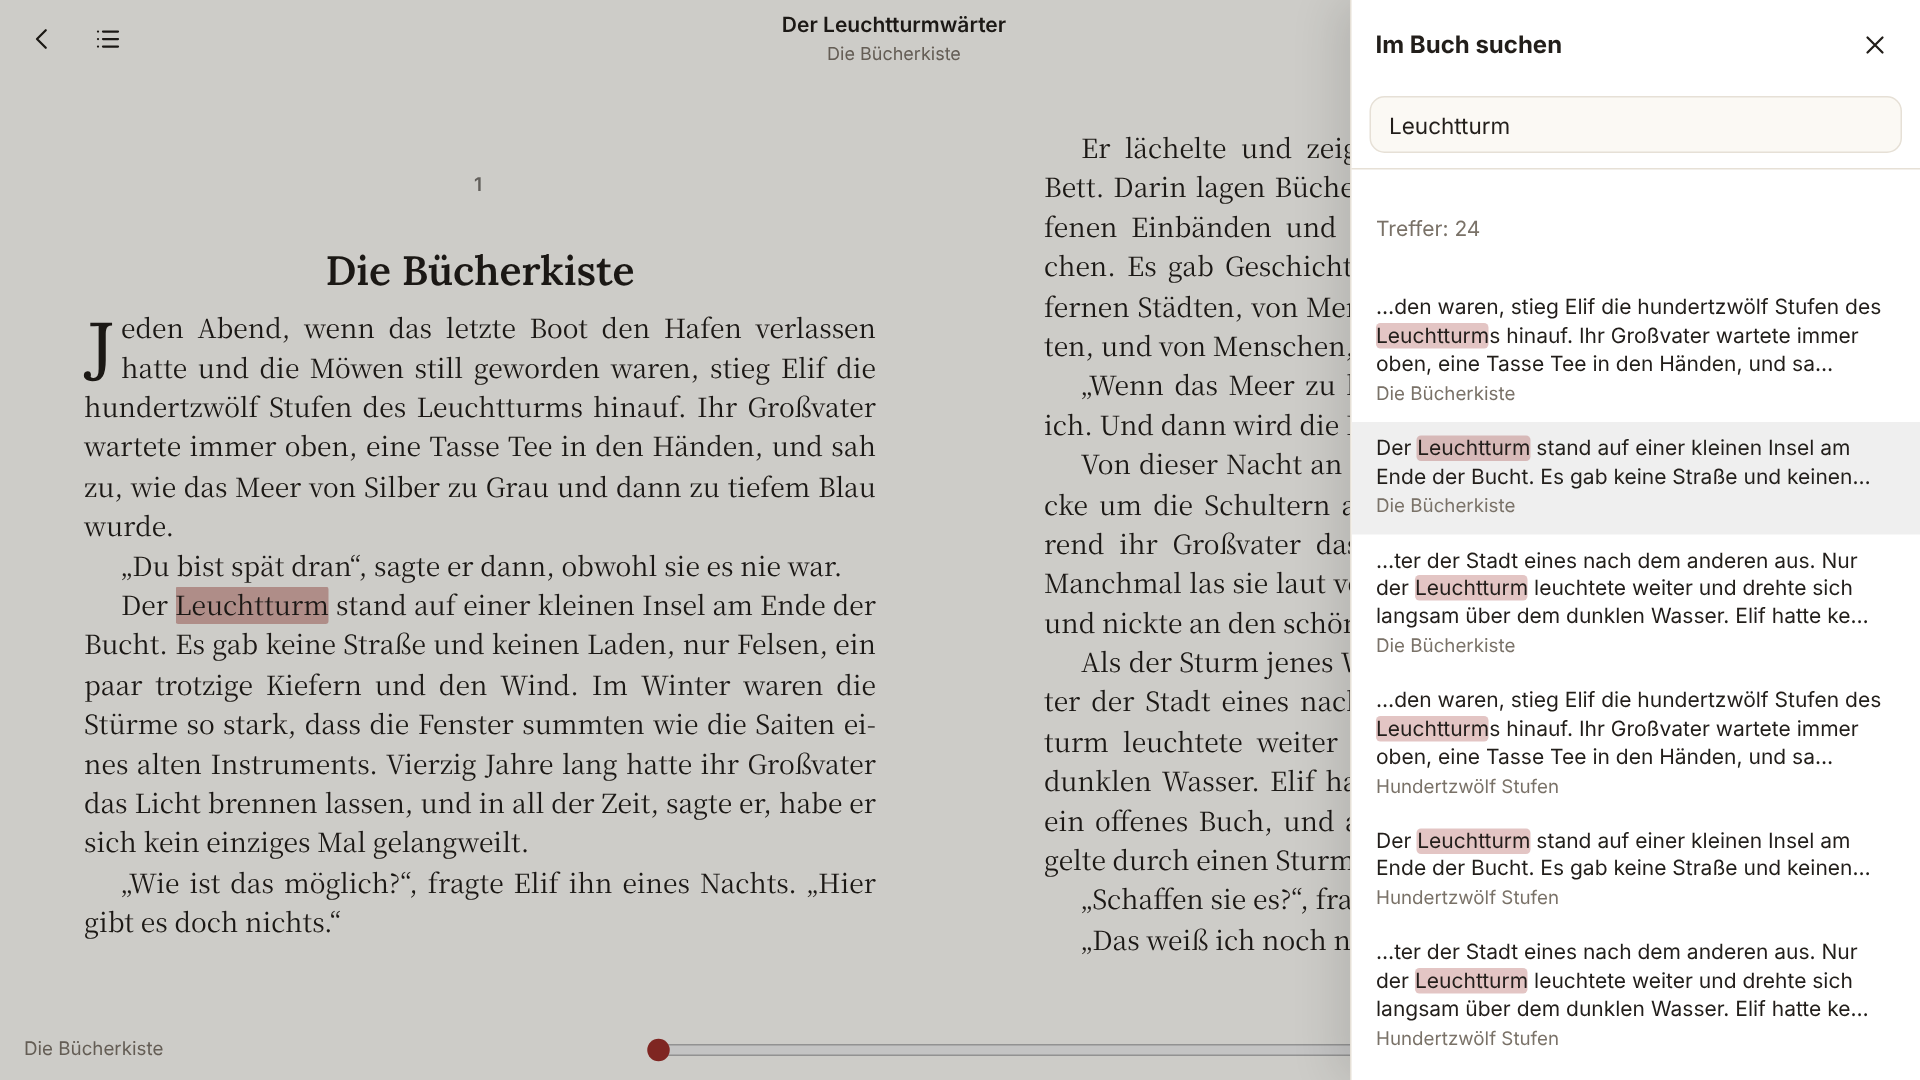 Der Leuchtturmwärter
Die Bücherkiste
1
Die Bücherkiste
Jeden Abend, wenn das letzte Boot den Hafen verlassen
hatte und die Möwen still geworden waren, stieg Elif die
hundertzwölf Stufen des Leuchtturms hinauf. Ihr Großvater
wartete immer oben, eine Tasse Tee in den Händen, und sah
zu, wie das Meer von Silber zu Grau und dann zu tiefem Blau
wurde.
„Du bist spät dran“, sagte er dann, obwohl sie es nie war.
Der Leuchtturm stand auf einer kleinen Insel am Ende der
Bucht. Es gab keine Straße und keinen Laden, nur Felsen, ein
paar trotzige Kiefern und den Wind. Im Winter waren die
Stürme so stark, dass die Fenster summten wie die Saiten ei-
nes alten Instruments. Vierzig Jahre lang hatte ihr Großvater
das Licht brennen lassen, und in all der Zeit, sagte er, habe er
sich kein einziges Mal gelangweilt.
„Wie ist das möglich?“, fragte Elif ihn eines Nachts. „Hier
gibt es doch nichts.“
Er lächelte und zeig
Bett. Darin lagen Büche
fenen Einbänden und
chen. Es gab Geschicht
fernen Städten, von Mer
ten, und von Menschen,
„Wenn das Meer zu
ich. Und dann wird die
Von dieser Nacht an
cke um die Schultern a
rend ihr Großvater das
Manchmal las sie laut v
und nickte an den schön
Als der Sturm jenes W
ter der Stadt eines nach
turm leuchtete weiter
dunklen Wasser. Elif ha
ein offenes Buch, und a
gelte durch einen Sturm
„Schaffen sie es?“, fra
„Das weiß ich noch n
Die Bücherkiste
Im Buch suchen
Leuchtturm
Treffer: 24
...den waren, stieg Elif die hundertzwölf Stufen des
Leuchtturms hinauf. Ihr Großvater wartete immer
oben, eine Tasse Tee in den Händen, und sa...
Die Bücherkiste
Der Leuchtturm stand auf einer kleinen Insel am
Ende der Bucht. Es gab keine Straße und keinen...
Die Bücherkiste
...ter der Stadt eines nach dem anderen aus. Nur
der Leuchtturm leuchtete weiter und drehte sich
langsam über dem dunklen Wasser. Elif hatte ke...
Die Bücherkiste
...den waren, stieg Elif die hundertzwölf Stufen des
Leuchtturms hinauf. Ihr Großvater wartete immer
oben, eine Tasse Tee in den Händen, und sa...
Hundertzwölf Stufen
Der Leuchtturm stand auf einer kleinen Insel am
Ende der Bucht. Es gab keine Straße und keinen...
Hundertzwölf Stufen
...ter der Stadt eines nach dem anderen aus. Nur
der Leuchtturm leuchtete weiter und drehte sich
langsam über dem dunklen Wasser. Elif hatte ke...
Hundertzwölf Stufen